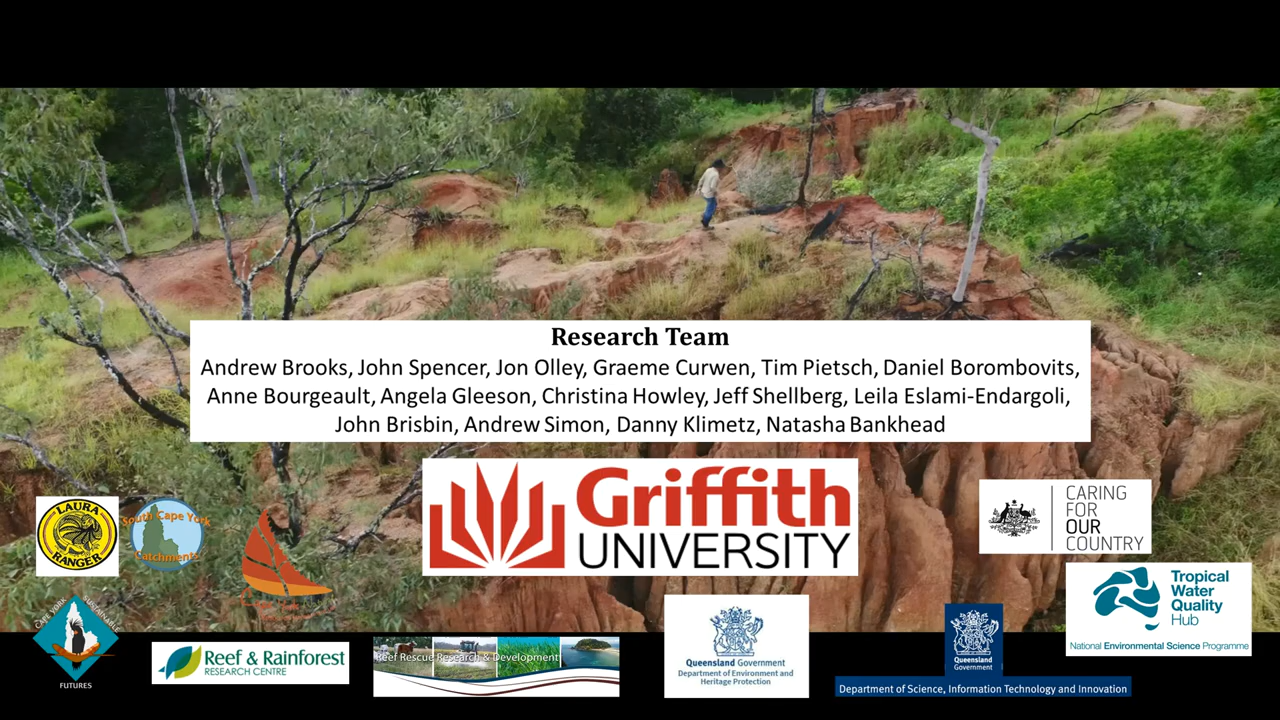 Research Team
Andrew Brooks, John Spencer, Jon Olley, Graeme Curwen, Tim Pietsch, Daniel Borombovits,
Anne Bourgeault, Angela Gleeson, Christina Howley, Jeff Shellberg, Leila Eslami-Endargoli,
John Brisbin, Andrew Simon, Danny Klimetz, Natasha Bankhead
Griffith
UNIVERSITY
LAURA
RANGER
South Cape York
Catchments
CARING
FOR
OUR
COUNTRY
Tropical
Water
Quality
Hub
National Environmental Science Programme
CAPE YORK SUSTAINABLE
FUTURES
Reef & Rainforest
RESEARCH CENTRE
Reef Rescue Research & Development
Queensland Government
Department of Environment and
Heritage Protection
Queensland
Government
Department of Science, Information Technology and Innovation